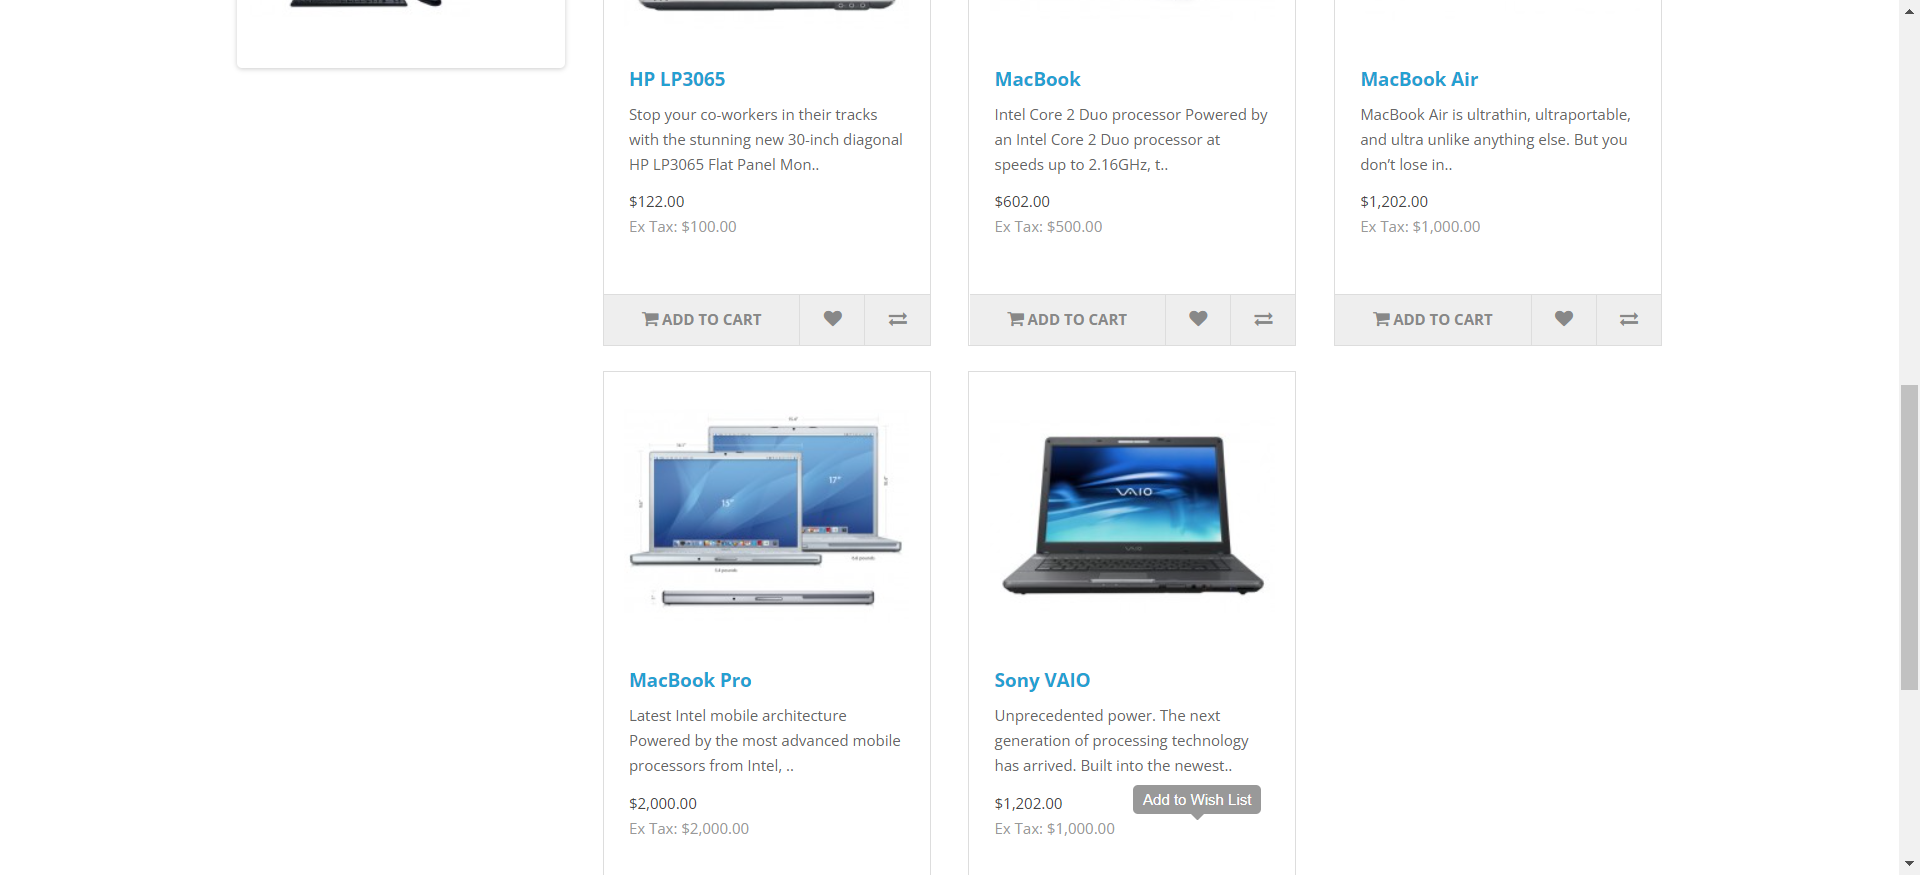 HP LP3065
Stop your co-workers in their tracks
with the stunning new 30-inch diagonal
HP LP3065 Flat Panel Mon..
$122.00
Ex Tax: $100.00
ADD TO CART
MacBook
Intel Core 2 Duo processor Powered by
an Intel Core 2 Duo processor at
speeds up to 2.16GHz, t..
$602.00
Ex Tax: $500.00
ADD TO CART
MacBook Air
MacBook Air is ultrathin, ultraportable,
and ultra unlike anything else. But you
don’t lose in..
$1,202.00
Ex Tax: $1,000.00
ADD TO CART
17"
15"
MacBook Pro
Latest Intel mobile architecture
Powered by the most advanced mobile
processors from Intel, ..
$2,000.00
Ex Tax: $2,000.00
VAIO
Sony VAIO
Unprecedented power. The next
generation of processing technology
has arrived. Built into the newest..
$1,202.00
Ex Tax: $1,000.00
Add to Wish List